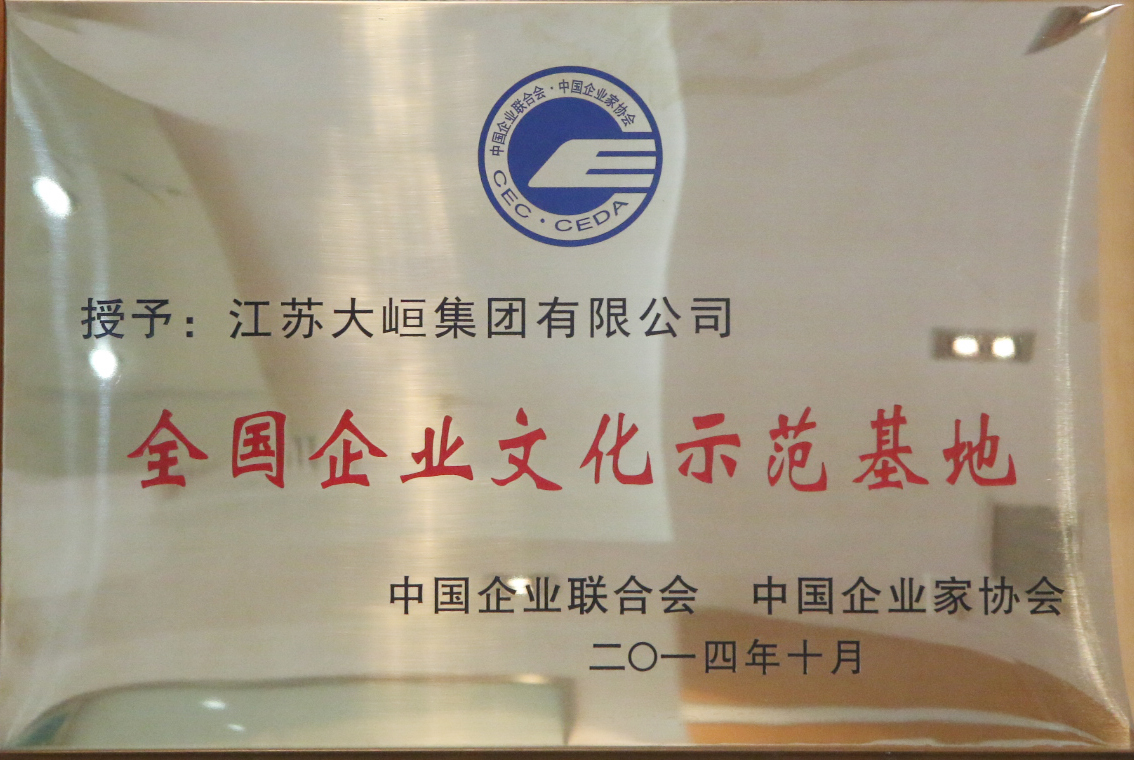 中国企业联合会·中国企业家协会
CEC·CEDA
授予：江苏大峘集团有限公司
全国企业文化示范基地
中国企业联合会 中国企业家协会
二〇一四年十月